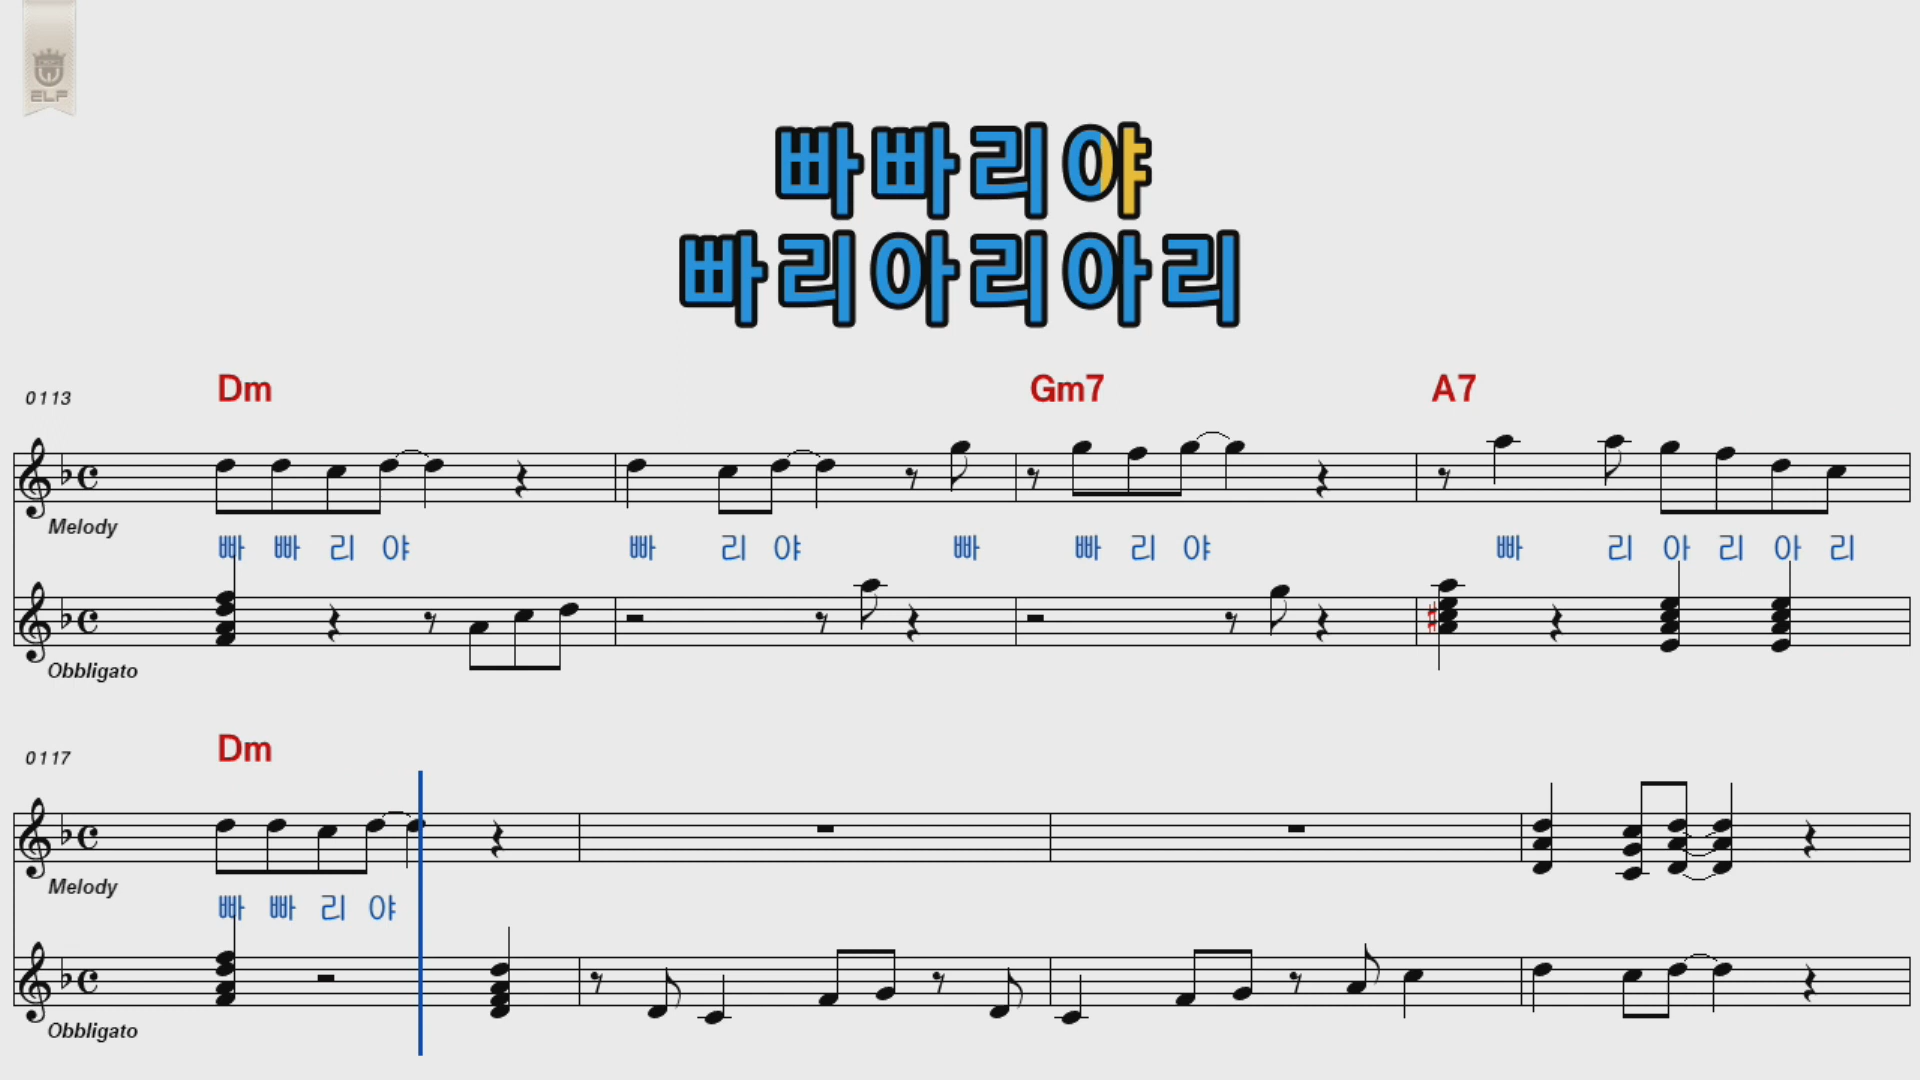 ELF
빠빠리야
빠리아리아리
0113 Dm Gm7 A7
Melody
빠 빠 리 야 빠 리 야 빠 빠 리 야 빠 리 아 리 아 리
Obbligato
0117 Dm
Melody
빠 빠 리 야
Obbligato